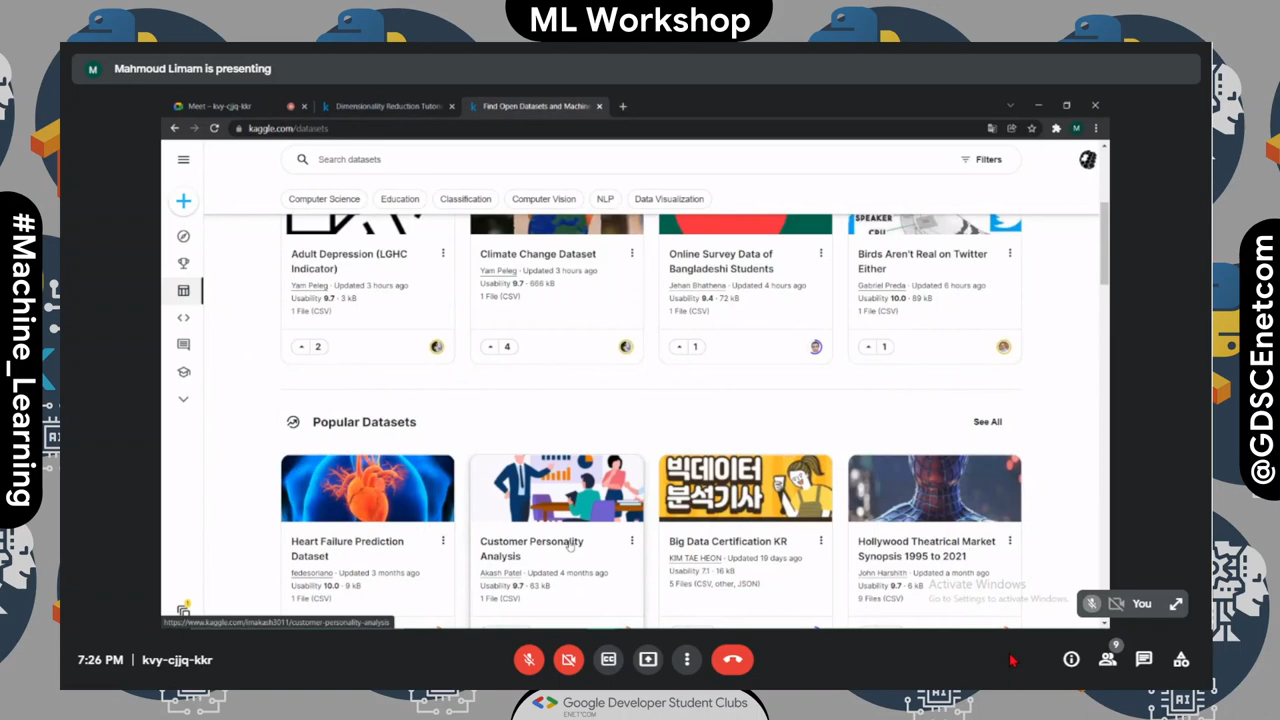 ML Workshop
#Machine_Learning
@GDSCEnetcom
M Mahmoud Limam is presenting
Meet – kvy-cjjq-kkr
Dimensionality Reduction Tutor
Find Open Datasets and Machin
kaggle.com/datasets
M
Search datasets
Filters
Computer Science
Education
Classification
Computer Vision
NLP
Data Visualization
SPEAKER
Adult Depression (LGHC
Indicator)
Yam Peleg · Updated 3 hours ago
Usability 9.7 · 3 kB
1 File (CSV)
2
Climate Change Dataset
Yam Peleg · Updated 3 hours ago
Usability 9.7 · 666 kB
1 File (CSV)
4
Online Survey Data of
Bangladeshi Students
Jehan Bhathena · Updated 4 hours ago
Usability 9.4 · 72 kB
1 File (CSV)
1
Birds Aren't Real on Twitter
Either
Gabriel Preda · Updated 6 hours ago
Usability 10.0 · 89 kB
1 File (CSV)
1
Popular Datasets
See All
빅데이터
분석기사
Heart Failure Prediction
Dataset
fedesoriano · Updated 3 months ago
Usability 10.0 · 9 kB
1 File (CSV)
Customer Personality
Analysis
Akash Patel · Updated 4 months ago
Usability 9.7 · 63 kB
1 File (CSV)
Big Data Certification KR
KIM TAE HEON · Updated 19 days ago
Usability 7.1 · 16 kB
5 Files (CSV, other, JSON)
Hollywood Theatrical Market
Synopsis 1995 to 2021
John Harshith · Updated a month ago
Usability 9.7 · 6 kB
9 Files (CSV)
Activate Windows
Go to Settings to activate Windows.
https://www.kaggle.com/imakash3011/customer-personality-analysis
You
7:26 PM | kvy-cjjq-kkr
9
Google Developer Student Clubs
ENET'COM
AI
AI
AI